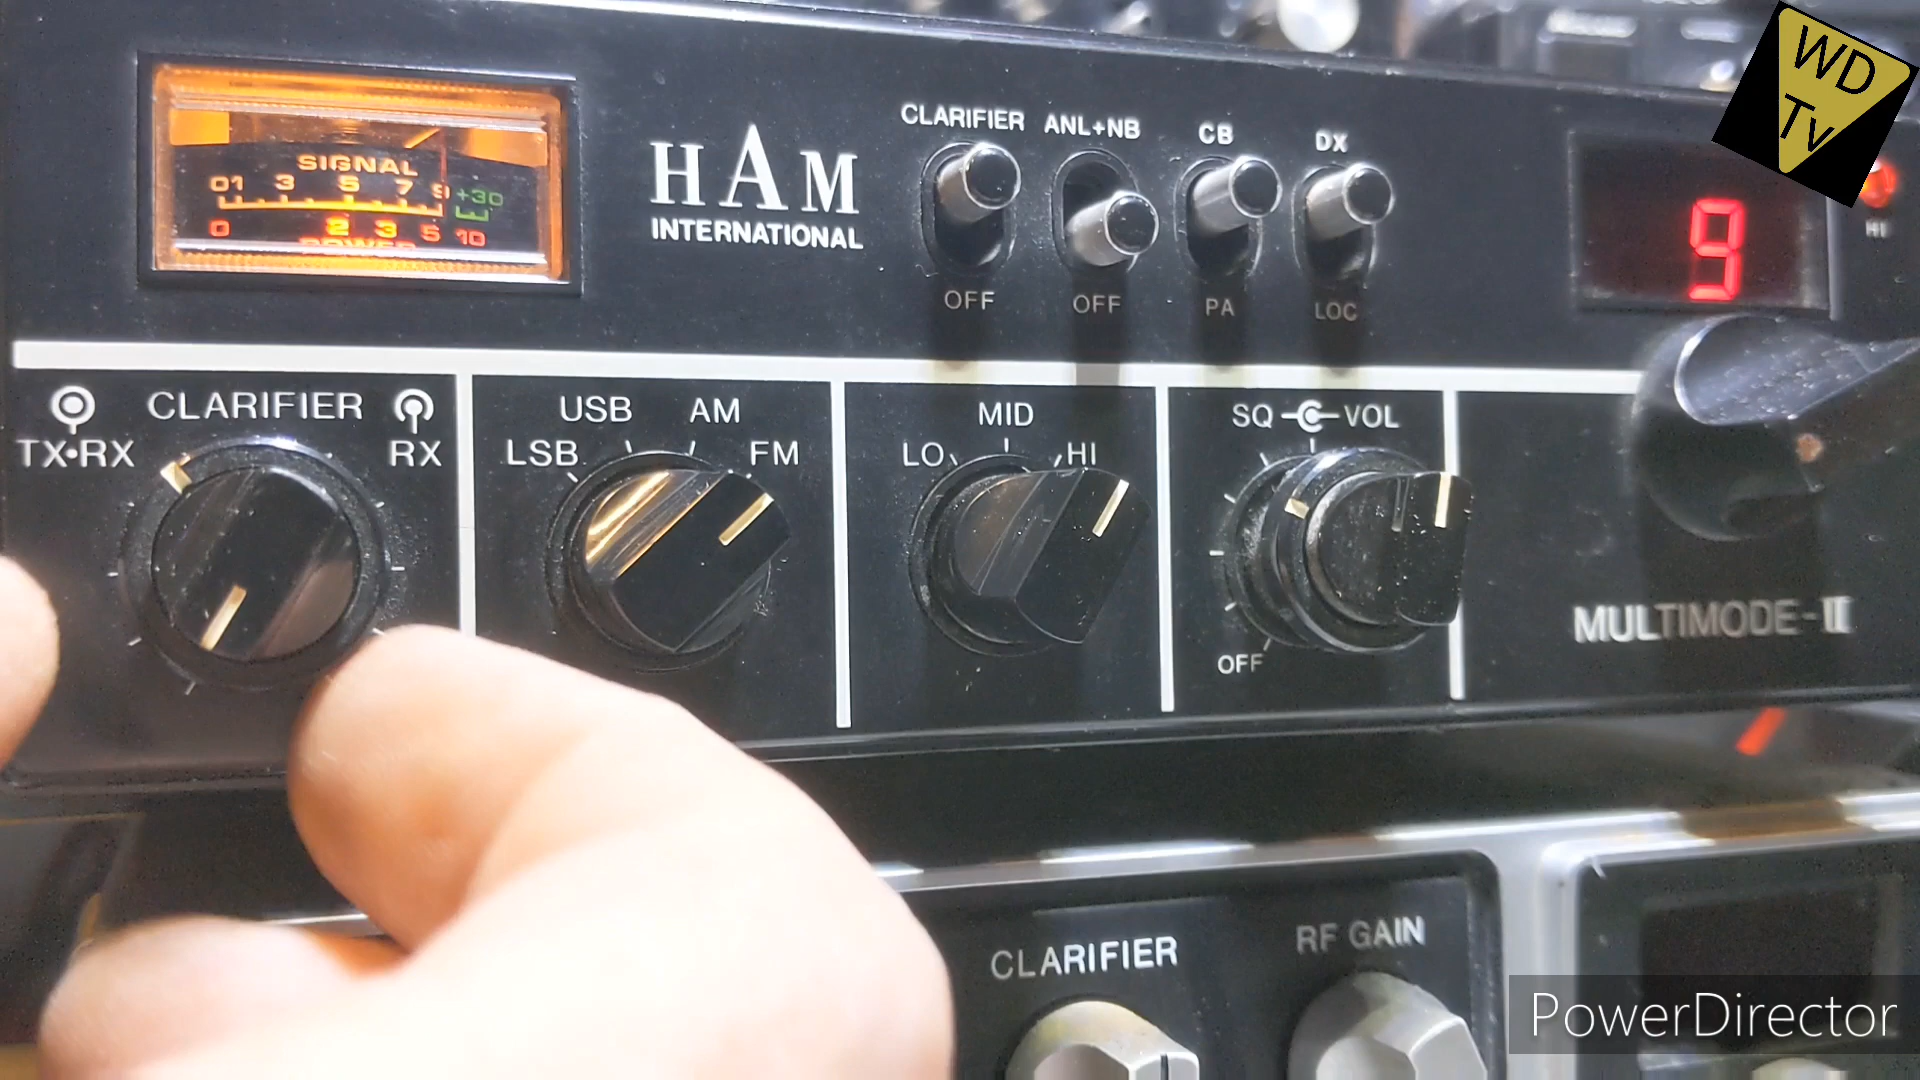 WD
Tv
SIGNAL
01 3 5 7 9 +30
0 2 3 5 10
POWER
HAM
INTERNATIONAL
CLARIFIER ANL+NB CB DX
OFF OFF PA LOC
9
HI
TX•RX CLARIFIER RX
LSB USB AM FM
LO MID HI
SQ VOL
OFF
MULTIMODE-II
CLARIFIER RF GAIN
PowerDirector